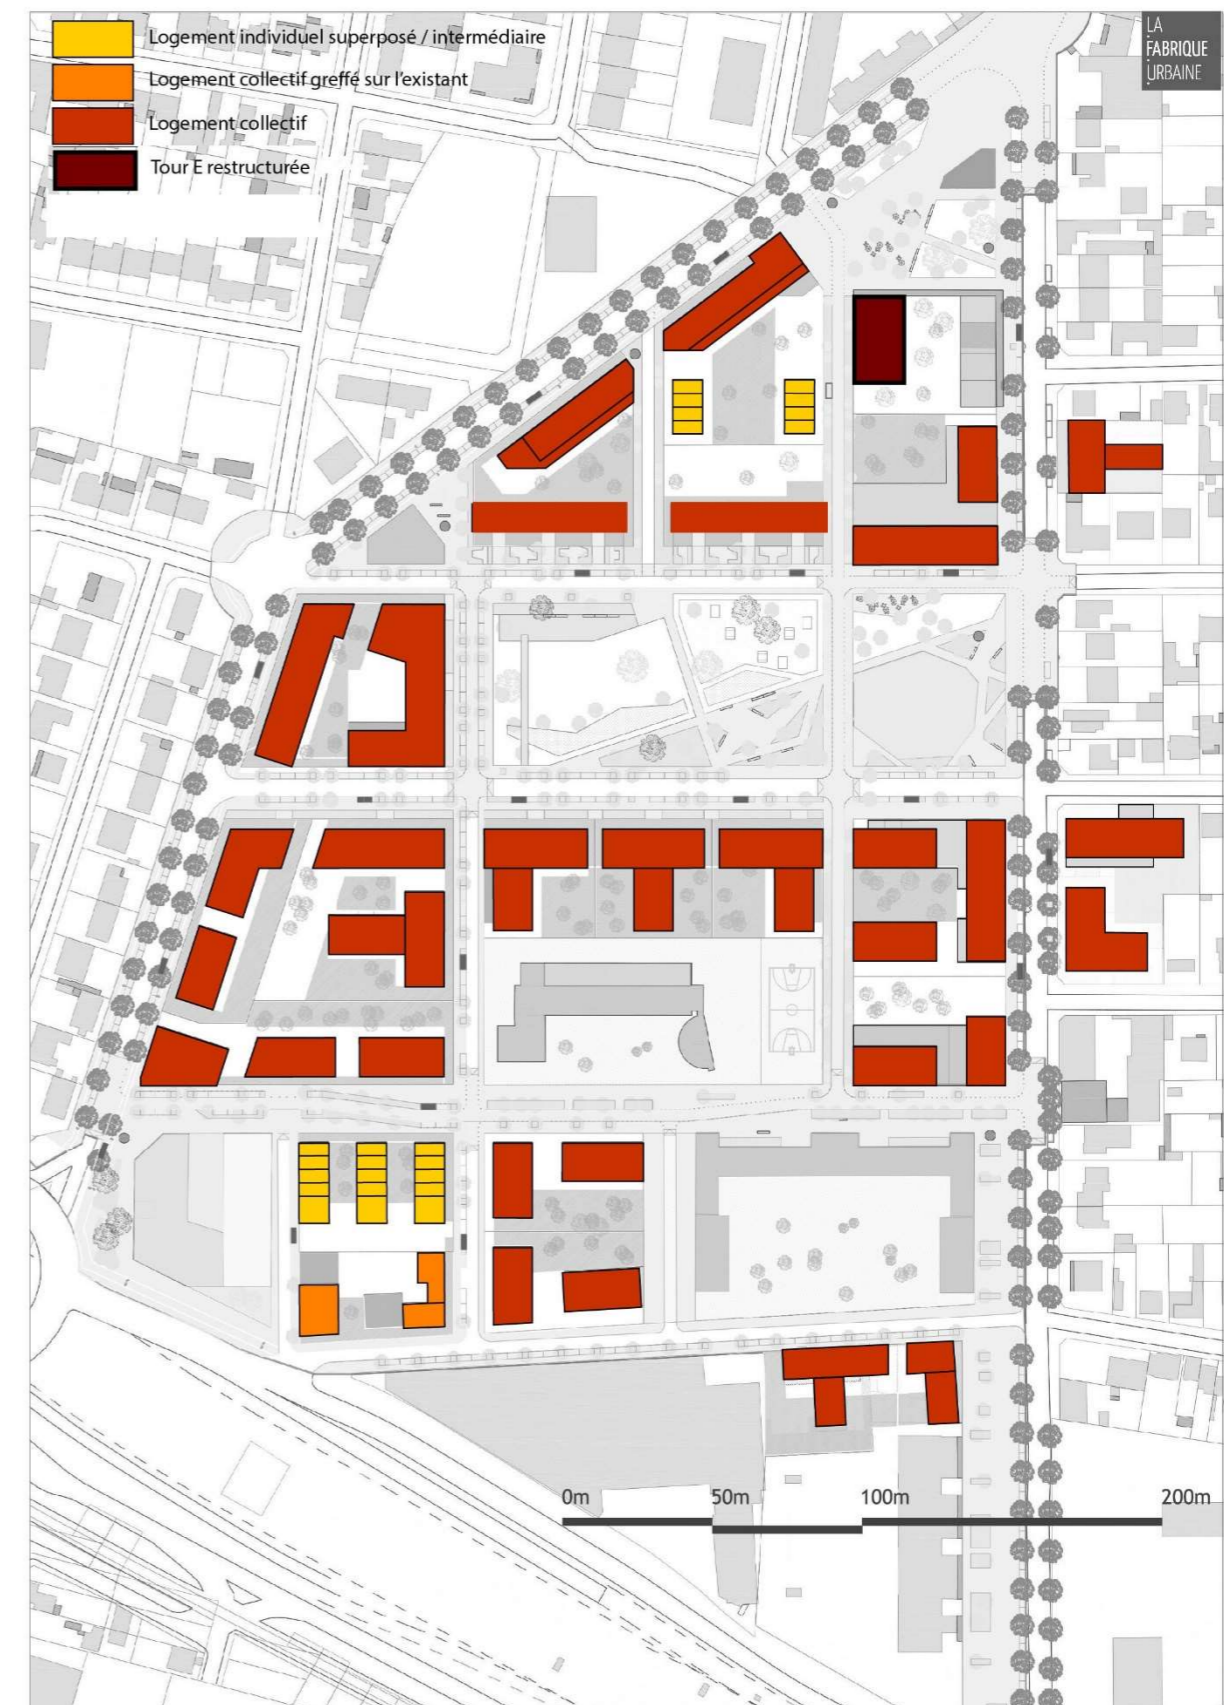 LA
FABRIQUE
URBAINE
Logement individuel superposé / intermédiaire
Logement collectif greffé sur l'existant
Logement collectif
Tour E restructurée
0m 50m 100m 200m